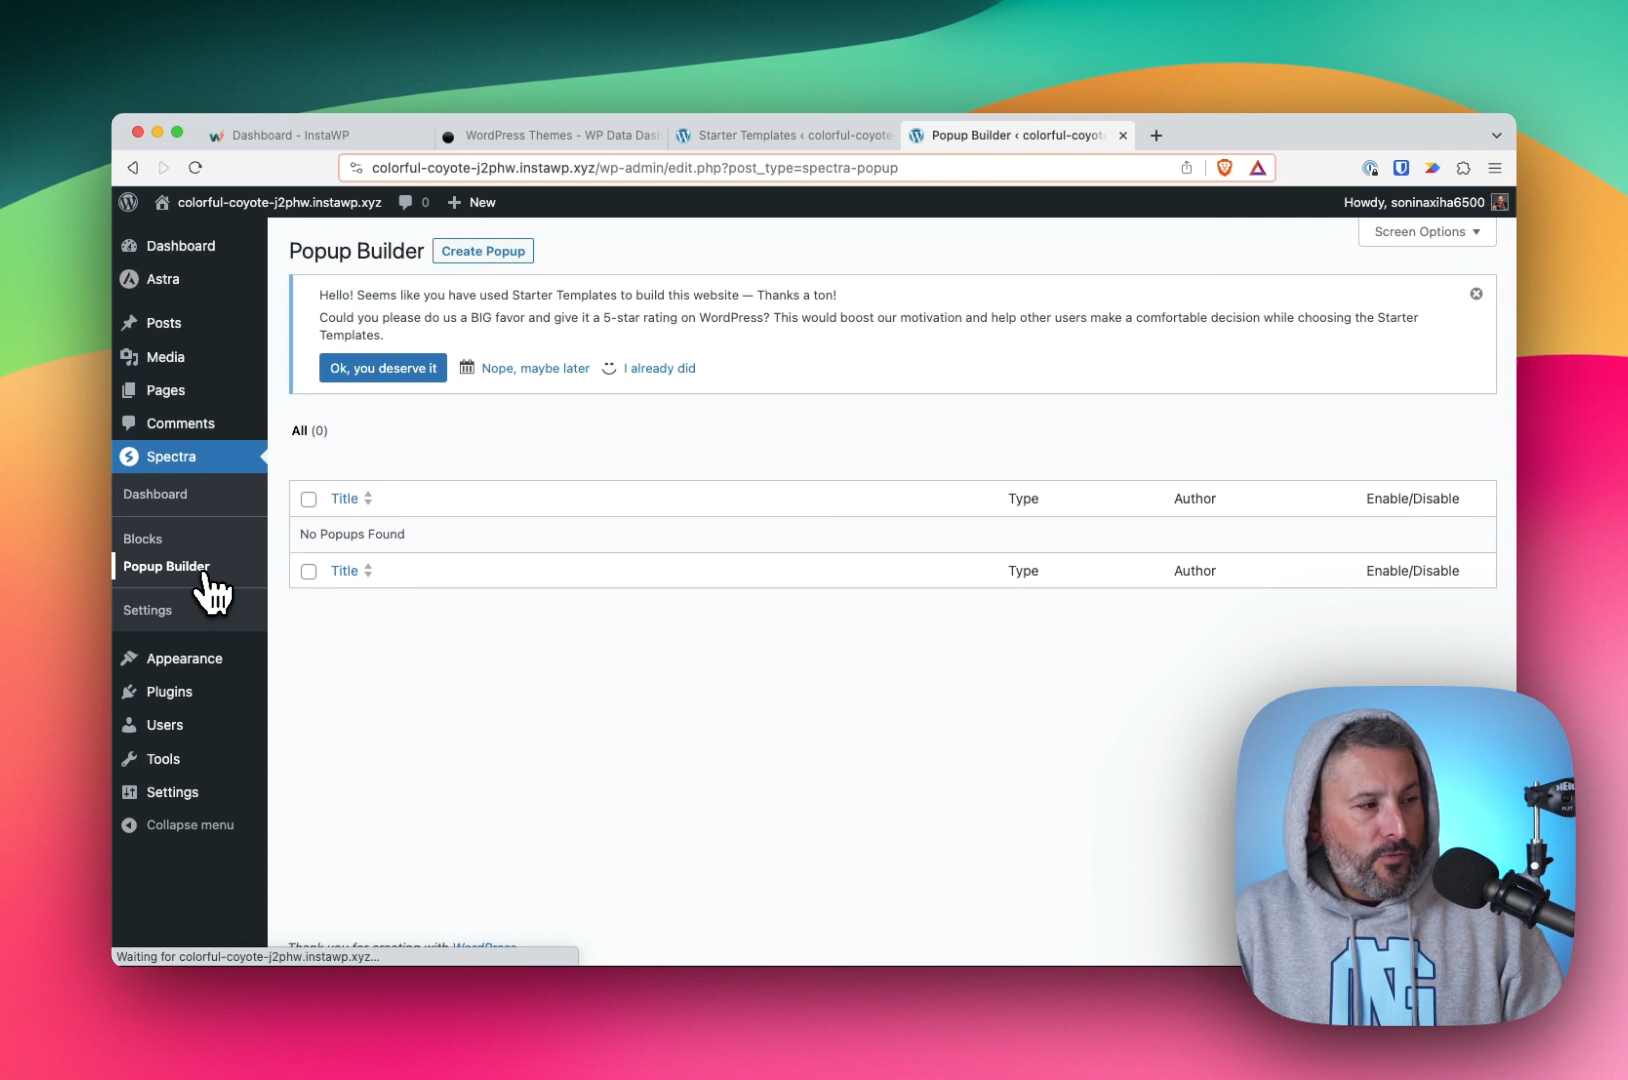 Dashboard - InstaWP
WordPress Themes - WP Data Dash
Starter Templates ‹ colorful-coyote-
Popup Builder ‹ colorful-coyot
colorful-coyote-j2phw.instawp.xyz/wp-admin/edit.php?post_type=spectra-popup
colorful-coyote-j2phw.instawp.xyz
0
New
Howdy, soninaxiha6500
Dashboard
Astra
Posts
Media
Pages
Comments
Spectra
Dashboard
Blocks
Popup Builder
Settings
Appearance
Plugins
Users
Tools
Settings
Collapse menu
Screen Options
Popup Builder
Create Popup
Hello! Seems like you have used Starter Templates to build this website — Thanks a ton!
Could you please do us a BIG favor and give it a 5-star rating on WordPress? This would boost our motivation and help other users make a comfortable decision while choosing the Starter
Templates.
Ok, you deserve it
Nope, maybe later
I already did
All (0)
Title Type Author Enable/Disable
No Popups Found
Title Type Author Enable/Disable
Thank you for creating with WordPress
Waiting for colorful-coyote-j2phw.instawp.xyz...